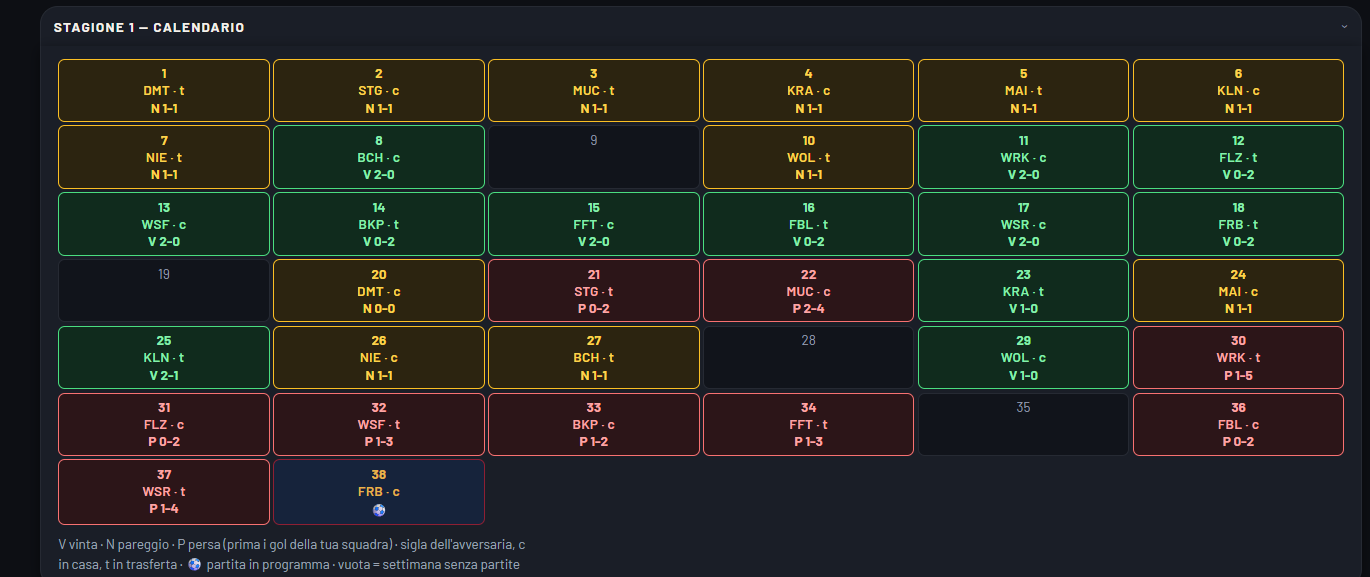 STAGIONE 1 — CALENDARIO
1
DMT · t
N 1-1
2
STG · c
N 1-1
3
MUC · t
N 1-1
4
KRA · c
N 1-1
5
MAI · t
N 1-1
6
KLN · c
N 1-1
7
NIE · t
N 1-1
8
BCH · c
V 2-0
9
10
WOL · t
N 1-1
11
WRK · c
V 2-0
12
FLZ · t
V 0-2
13
WSF · c
V 2-0
14
BKP · t
V 0-2
15
FFT · c
V 2-0
16
FBL · t
V 0-2
17
WSR · c
V 2-0
18
FRB · t
V 0-2
19
20
DMT · c
N 0-0
21
STG · t
P 0-2
22
MUC · c
P 2-4
23
KRA · t
V 1-0
24
MAI · c
N 1-1
25
KLN · t
V 2-1
26
NIE · c
N 1-1
27
BCH · t
N 1-1
28
29
WOL · c
V 1-0
30
WRK · t
P 1-5
31
FLZ · c
P 0-2
32
WSF · t
P 1-3
33
BKP · c
P 1-2
34
FFT · t
P 1-3
35
36
FBL · c
P 0-2
37
WSR · t
P 1-4
38
FRB · c
⚽
V vinta · N pareggio · P persa (prima i gol della tua squadra) · sigla dell'avversaria, c
in casa, t in trasferta · ⚽ partita in programma · vuota = settimana senza partite